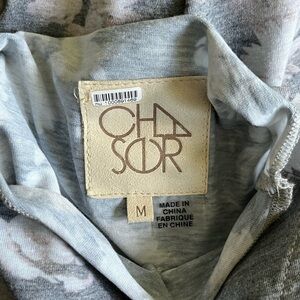 CHA
SER
M
MADE IN
CHINA
FABRIQUE
EN CHINE